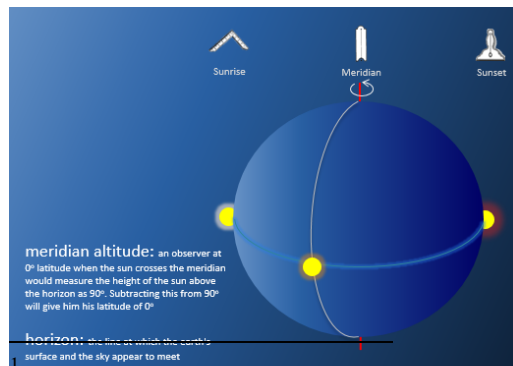 Sunrise
Meridian
Sunset
meridian altitude: an observer at
0º latitude when the sun crosses the meridian
would measure the height of the sun above
the horizon as 90º. Subtracting this from 90º
will give him his latitude of 0º
horizon: the line at which the earth's
surface and the sky appear to meet
1